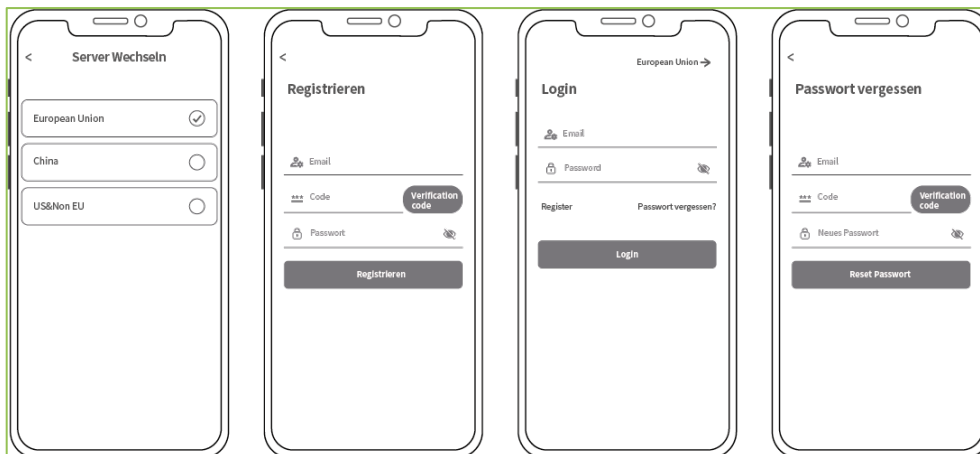 < Server Wechseln
European Union
China
US&Non EU
<
Registrieren
Email
Code
Verification
code
Passwort
Registrieren
European Union →
Login
Email
Password
Register Passwort vergessen?
Login
<
Passwort vergessen
Email
Code
Verification
code
Neues Passwort
Reset Passwort